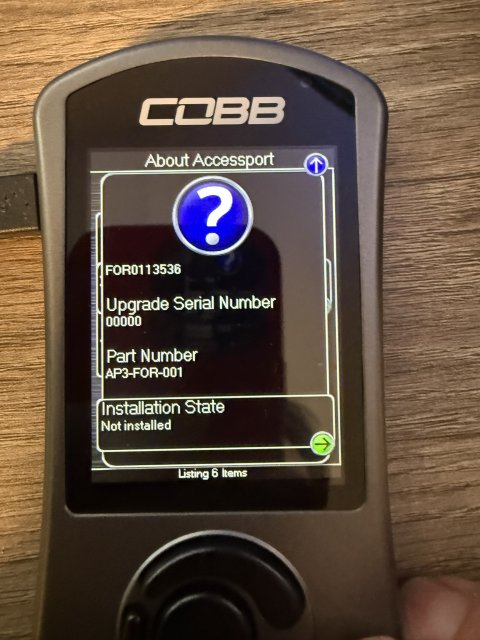 COBB
About Accessport
?
FOR0113536
Upgrade Serial Number
00000
Part Number
AP3-FOR-001
Installation State
Not installed
Listing 6 Items